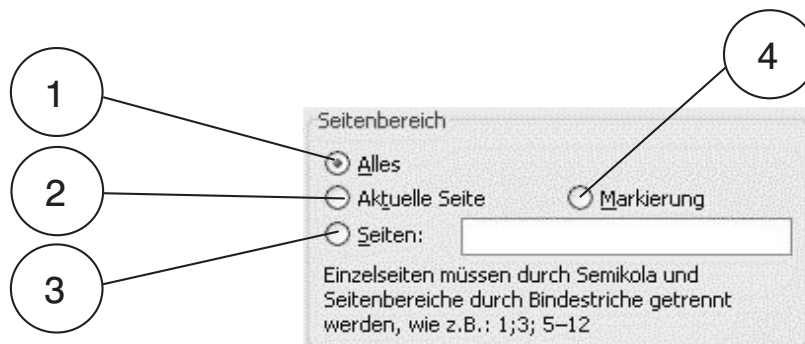 1
4
Seitenbereich
Alles
2
Aktuelle Seite
Markierung
3
Seiten:
Einzelseiten müssen durch Semikola und
Seitenbereiche durch Bindestriche getrennt
werden, wie z.B.: 1;3; 5–12